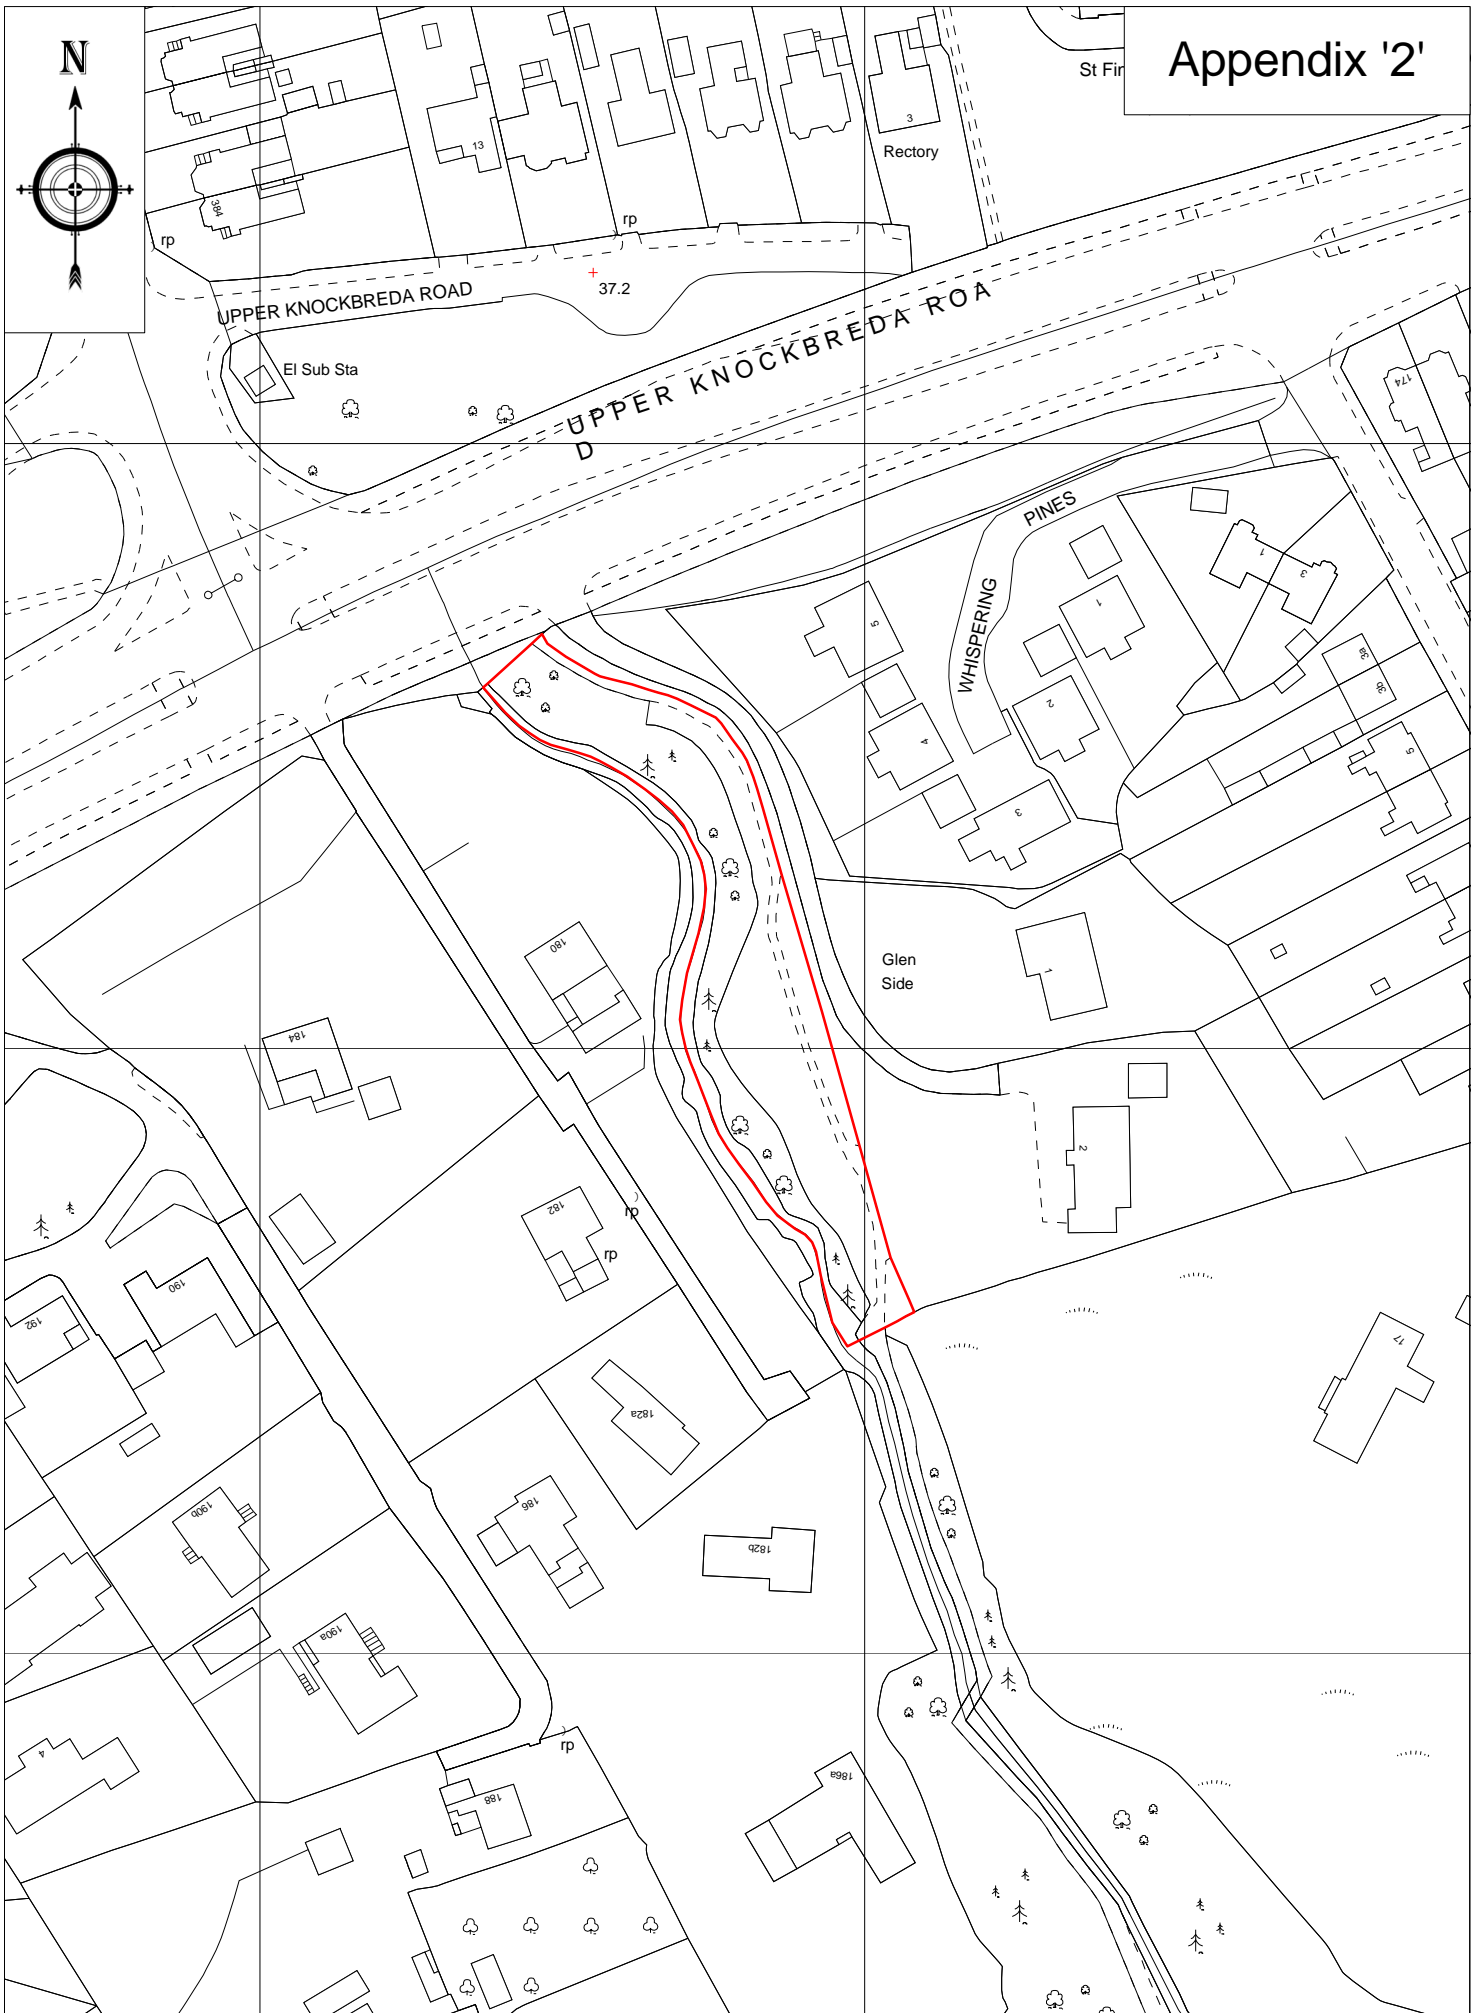 N
Appendix '2'
St Fir
3
Rectory
13
384
rp
rp
37.2
UPPER KNOCKBREDA ROAD
UPPER KNOCKBREDA ROA
D
El Sub Sta
174
PINES
WHISPERING
1
3
1
5
2
4
3
3a
3b
5
180
Glen
Side
1
184
2
182
rp
rp
190
192
17
182a
186
182b
190b
190a
4
rp
188
186a